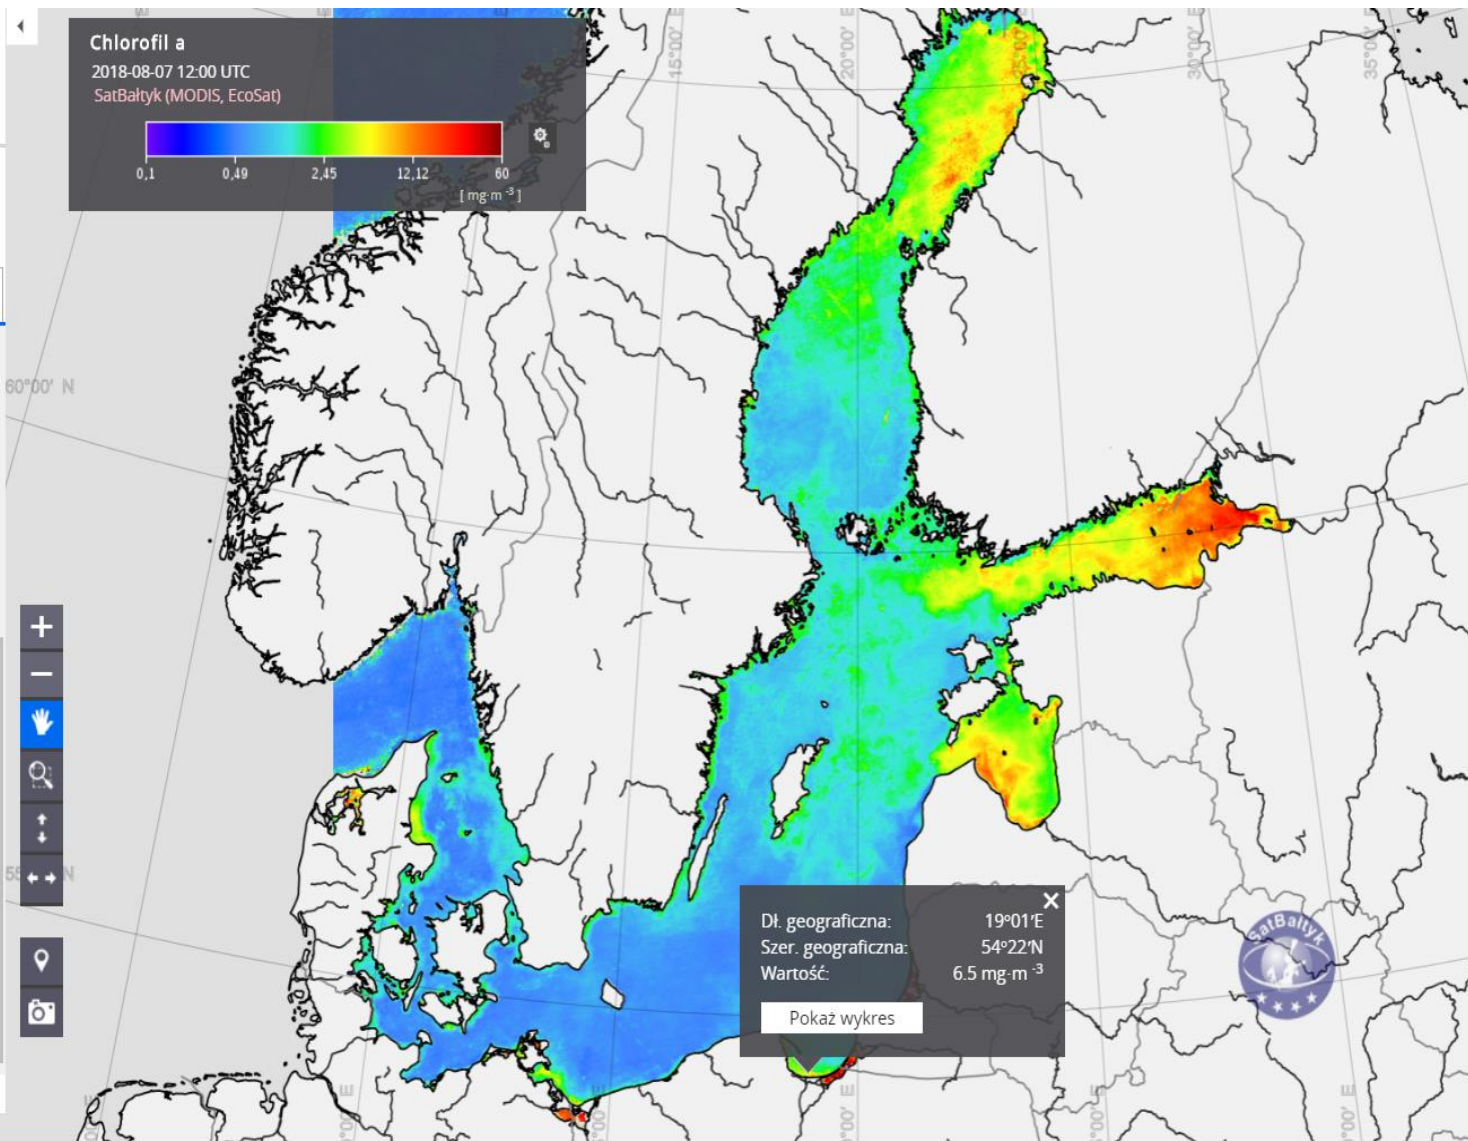 Chlorofil a
2018-08-07 12:00 UTC
SatBałtyk (MODIS, EcoSat)
0,1 0,49 2,45 12,12 60
[ mg·m -3 ]
15°00'
20°00'
25°00'
30°00'
35°00'
60°00' N
Dł. geograficzna: 19°01'E
Szer. geograficzna: 54°22'N
Wartość: 6.5 mg·m -3
Pokaż wykres
SatBałtyk